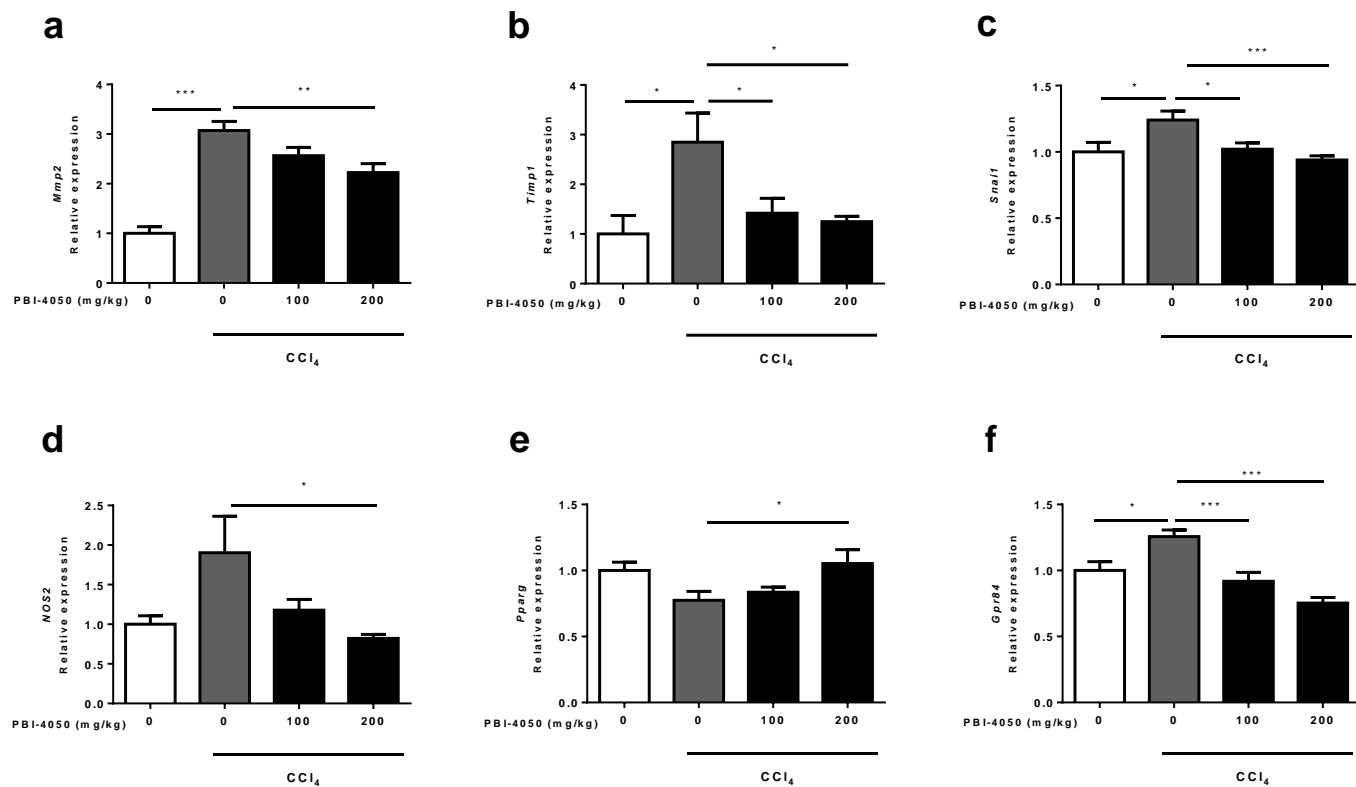 a
***
**
4
3
2
1
0
Mmp2
Relative expression
PBI-4050 (mg/kg) 0 0 100 200
CCl4
b
*
*
*
4
3
2
1
0
Timp1
Relative expression
PBI-4050 (mg/kg) 0 0 100 200
CCl4
c
***
*
*
1.5
1.0
0.5
0.0
Snai1
Relative expression
PBI-4050 (mg/kg) 0 0 100 200
CCl4
d
*
2.5
2.0
1.5
1.0
0.5
0.0
NOS2
Relative expression
PBI-4050 (mg/kg) 0 0 100 200
CCl4
e
*
1.5
1.0
0.5
0.0
Pparg
Relative expression
PBI-4050 (mg/kg) 0 0 100 200
CCl4
f
***
*
***
1.5
1.0
0.5
0.0
Gpr84
Relative expression
PBI-4050 (mg/kg) 0 0 100 200
CCl4